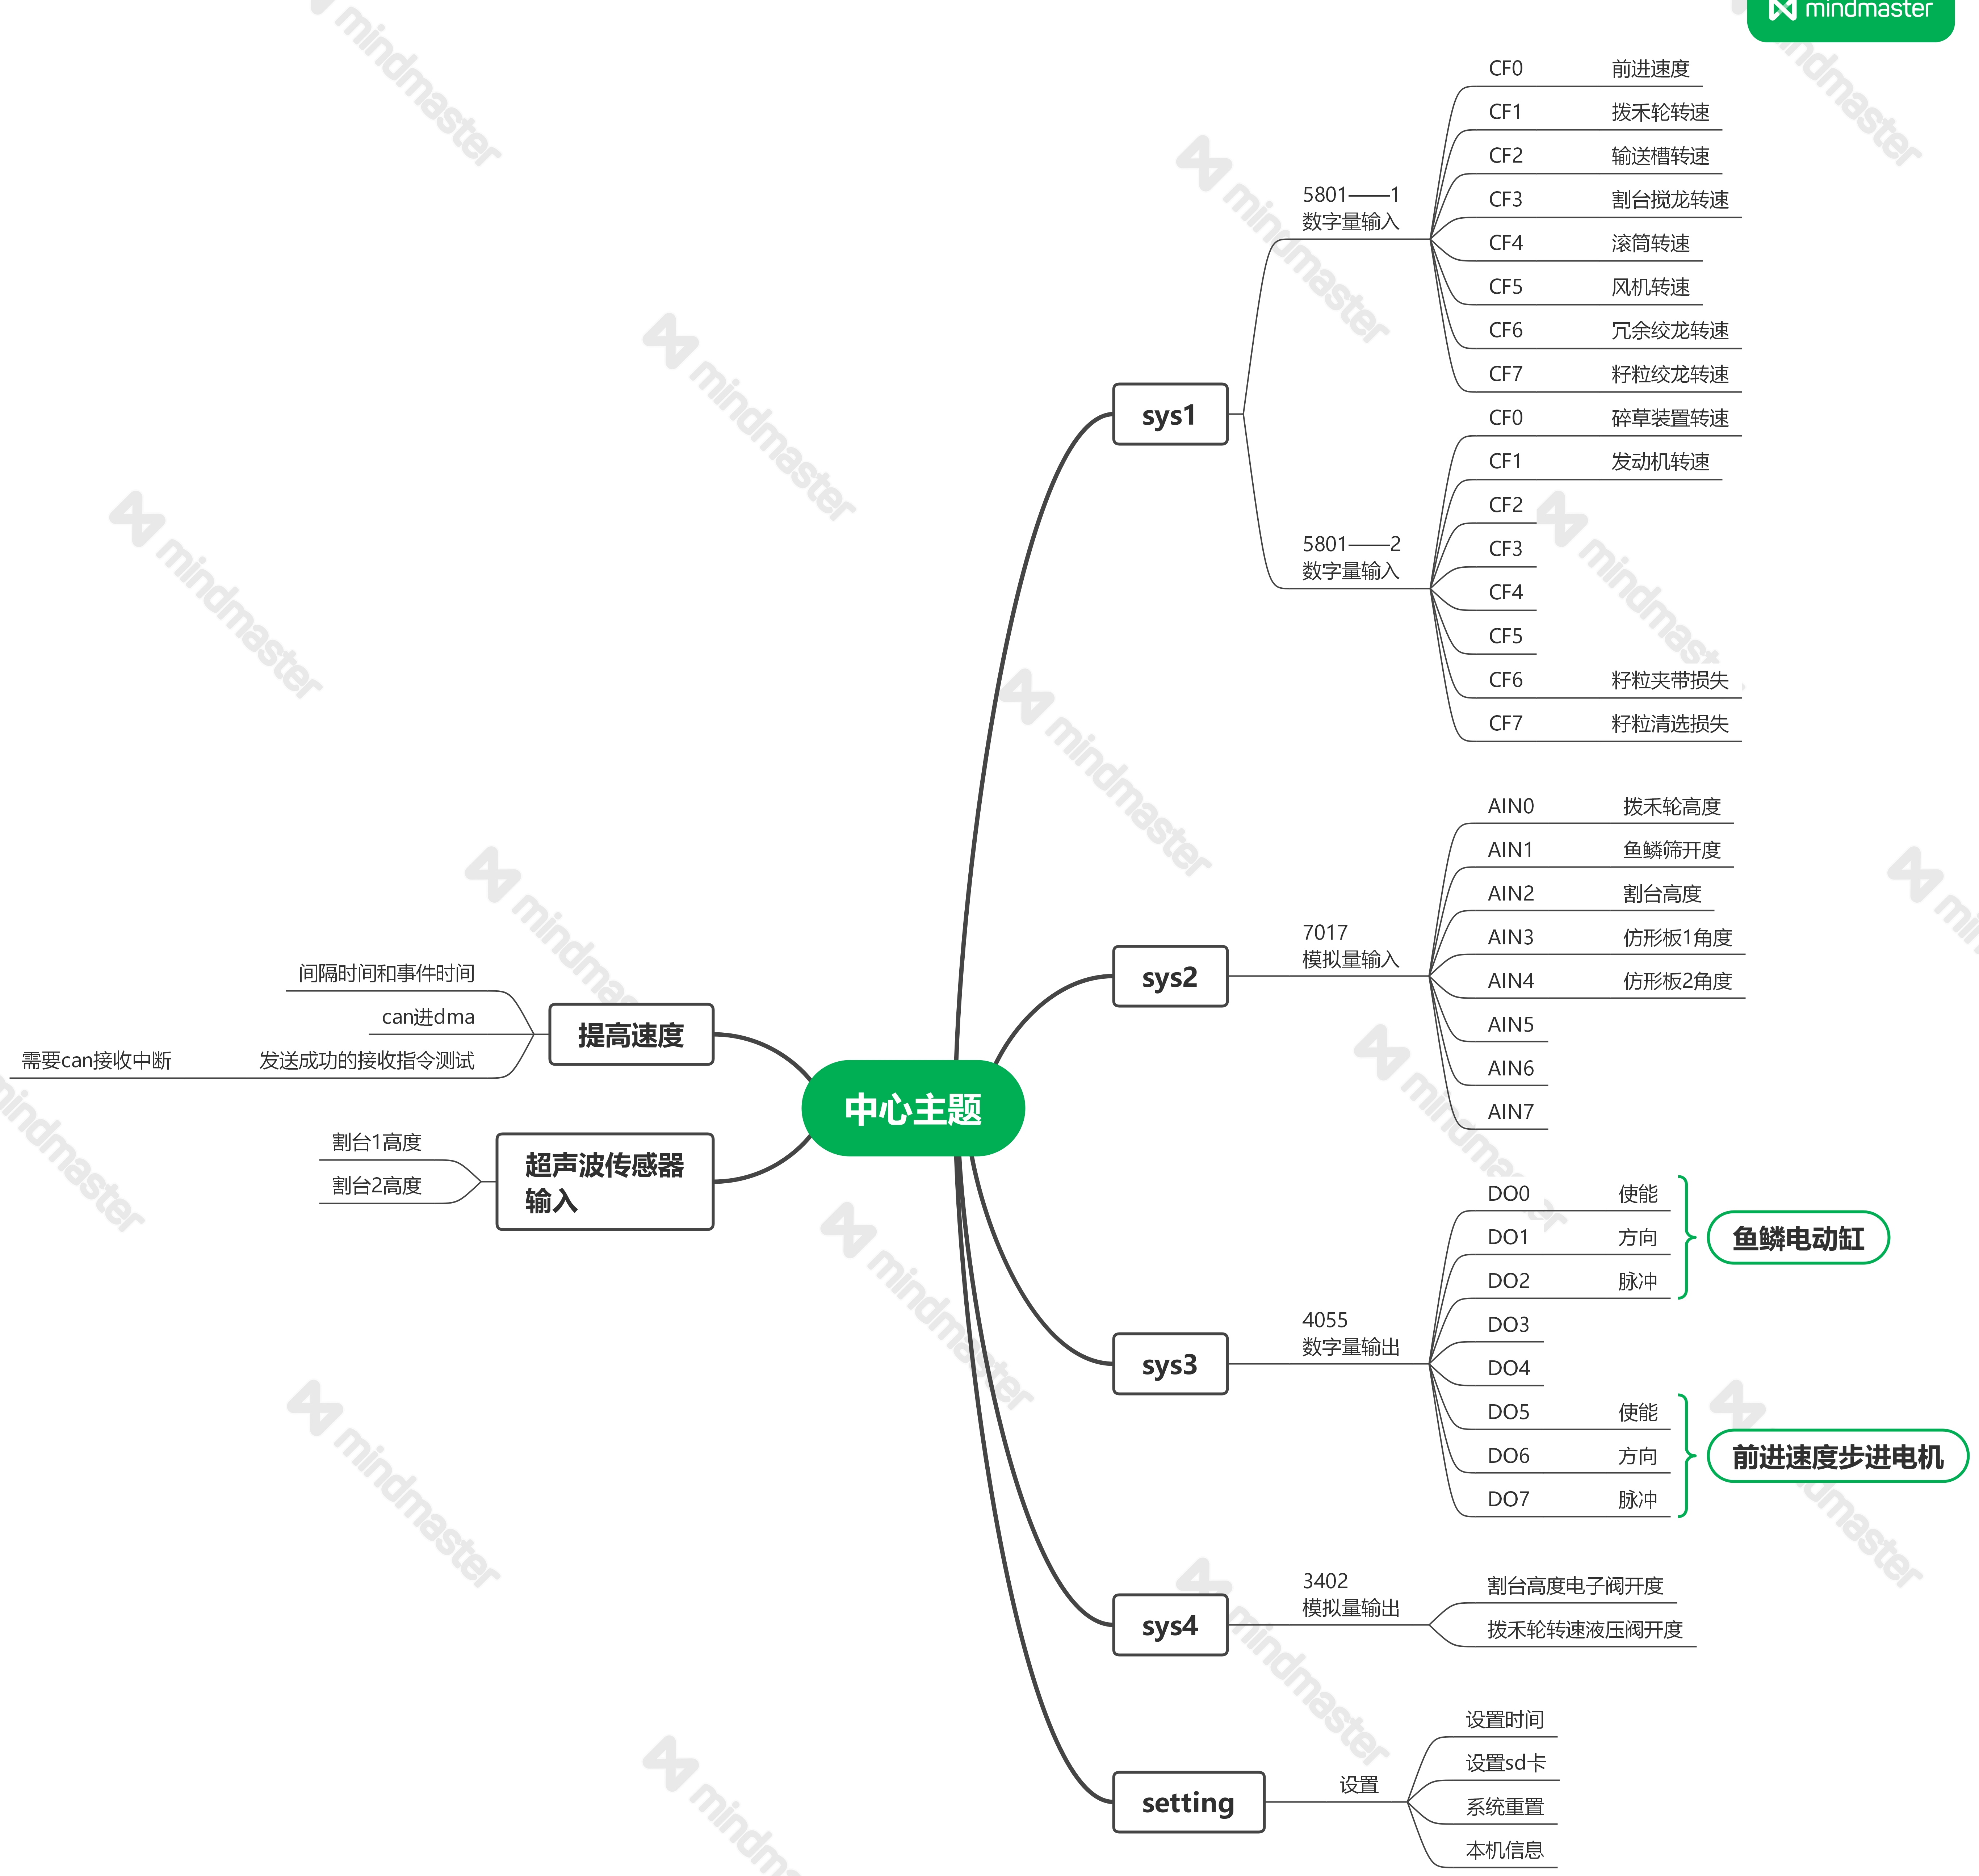 mindmaster
中心主题
sys1
5801——1
数字量输入
CF0 前进速度
CF1 拨禾轮转速
CF2 输送槽转速
CF3 割台搅龙转速
CF4 滚筒转速
CF5 风机转速
CF6 冗余绞龙转速
CF7 籽粒绞龙转速
5801——2
数字量输入
CF0 碎草装置转速
CF1 发动机转速
CF2
CF3
CF4
CF5
CF6 籽粒夹带损失
CF7 籽粒清选损失
sys2
7017
模拟量输入
AIN0 拨禾轮高度
AIN1 鱼鳞筛开度
AIN2 割台高度
AIN3 仿形板1角度
AIN4 仿形板2角度
AIN5
AIN6
AIN7
sys3
4055
数字量输出
DO0 使能
DO1 方向
DO2 脉冲
鱼鳞电动缸
DO3
DO4
DO5 使能
DO6 方向
DO7 脉冲
前进速度步进电机
sys4
3402
模拟量输出
割台高度电子阀开度
拨禾轮转速液压阀开度
setting
设置
设置时间
设置sd卡
系统重置
本机信息
提高速度
间隔时间和事件时间
can进dma
发送成功的接收指令测试
需要can接收中断
超声波传感器
输入
割台1高度
割台2高度
mindmaster
mindmaster
mindmaster
mindmaster
mindmaster
mindmaster
mindmaster
mindmaster
mindmaster
mindmaster
mindmaster
mindmaster